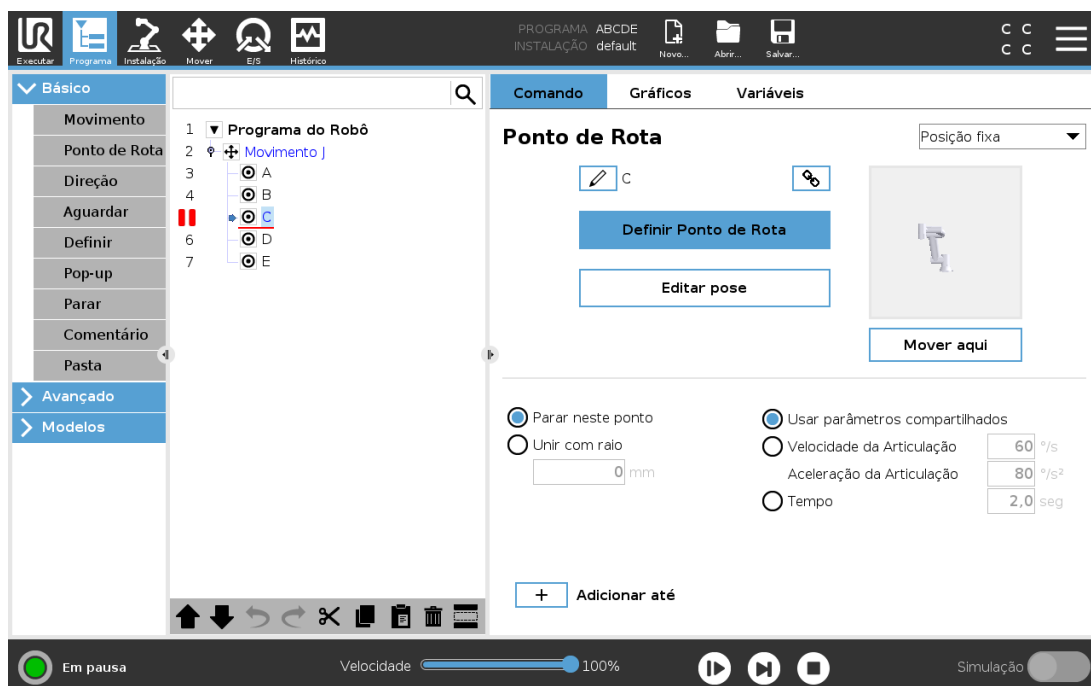 PROGRAMA ABCDE
INSTALAÇÃO default
UR
Executar Programa Instalação Mover E/S Histórico Novo... Abrir... Salvar...
C C
C C
Básico
Movimento
Ponto de Rota
Direção
Aguardar
Definir
Pop-up
Parar
Comentário
Pasta
Avançado
Modelos
1 Programa do Robô
2 Movimento J
3 A
4 B
C
6 D
7 E
Comando Gráficos Variáveis
Ponto de Rota
Posição fixa
C
Definir Ponto de Rota
Editar pose
Mover aqui
Parar neste ponto
Unir com raio
0 mm
Usar parâmetros compartilhados
Velocidade da Articulação 60 °/s
Aceleração da Articulação 80 °/s²
Tempo 2,0 seg
+ Adicionar até
Em pausa
Velocidade 100%
Simulação